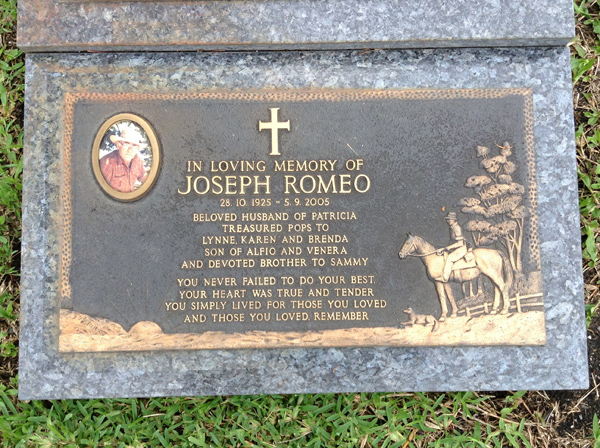 IN LOVING MEMORY OF
JOSEPH ROMEO
28. 10. 1925 - 5. 9. 2005
BELOVED HUSBAND OF PATRICIA
TREASURED POPS TO
LYNNE, KAREN AND BRENDA
SON OF ALFIO AND VENERA
AND DEVOTED BROTHER TO SAMMY
YOU NEVER FAILED TO DO YOUR BEST.
YOUR HEART WAS TRUE AND TENDER
YOU SIMPLY LIVED FOR THOSE YOU LOVED
AND THOSE YOU LOVED, REMEMBER